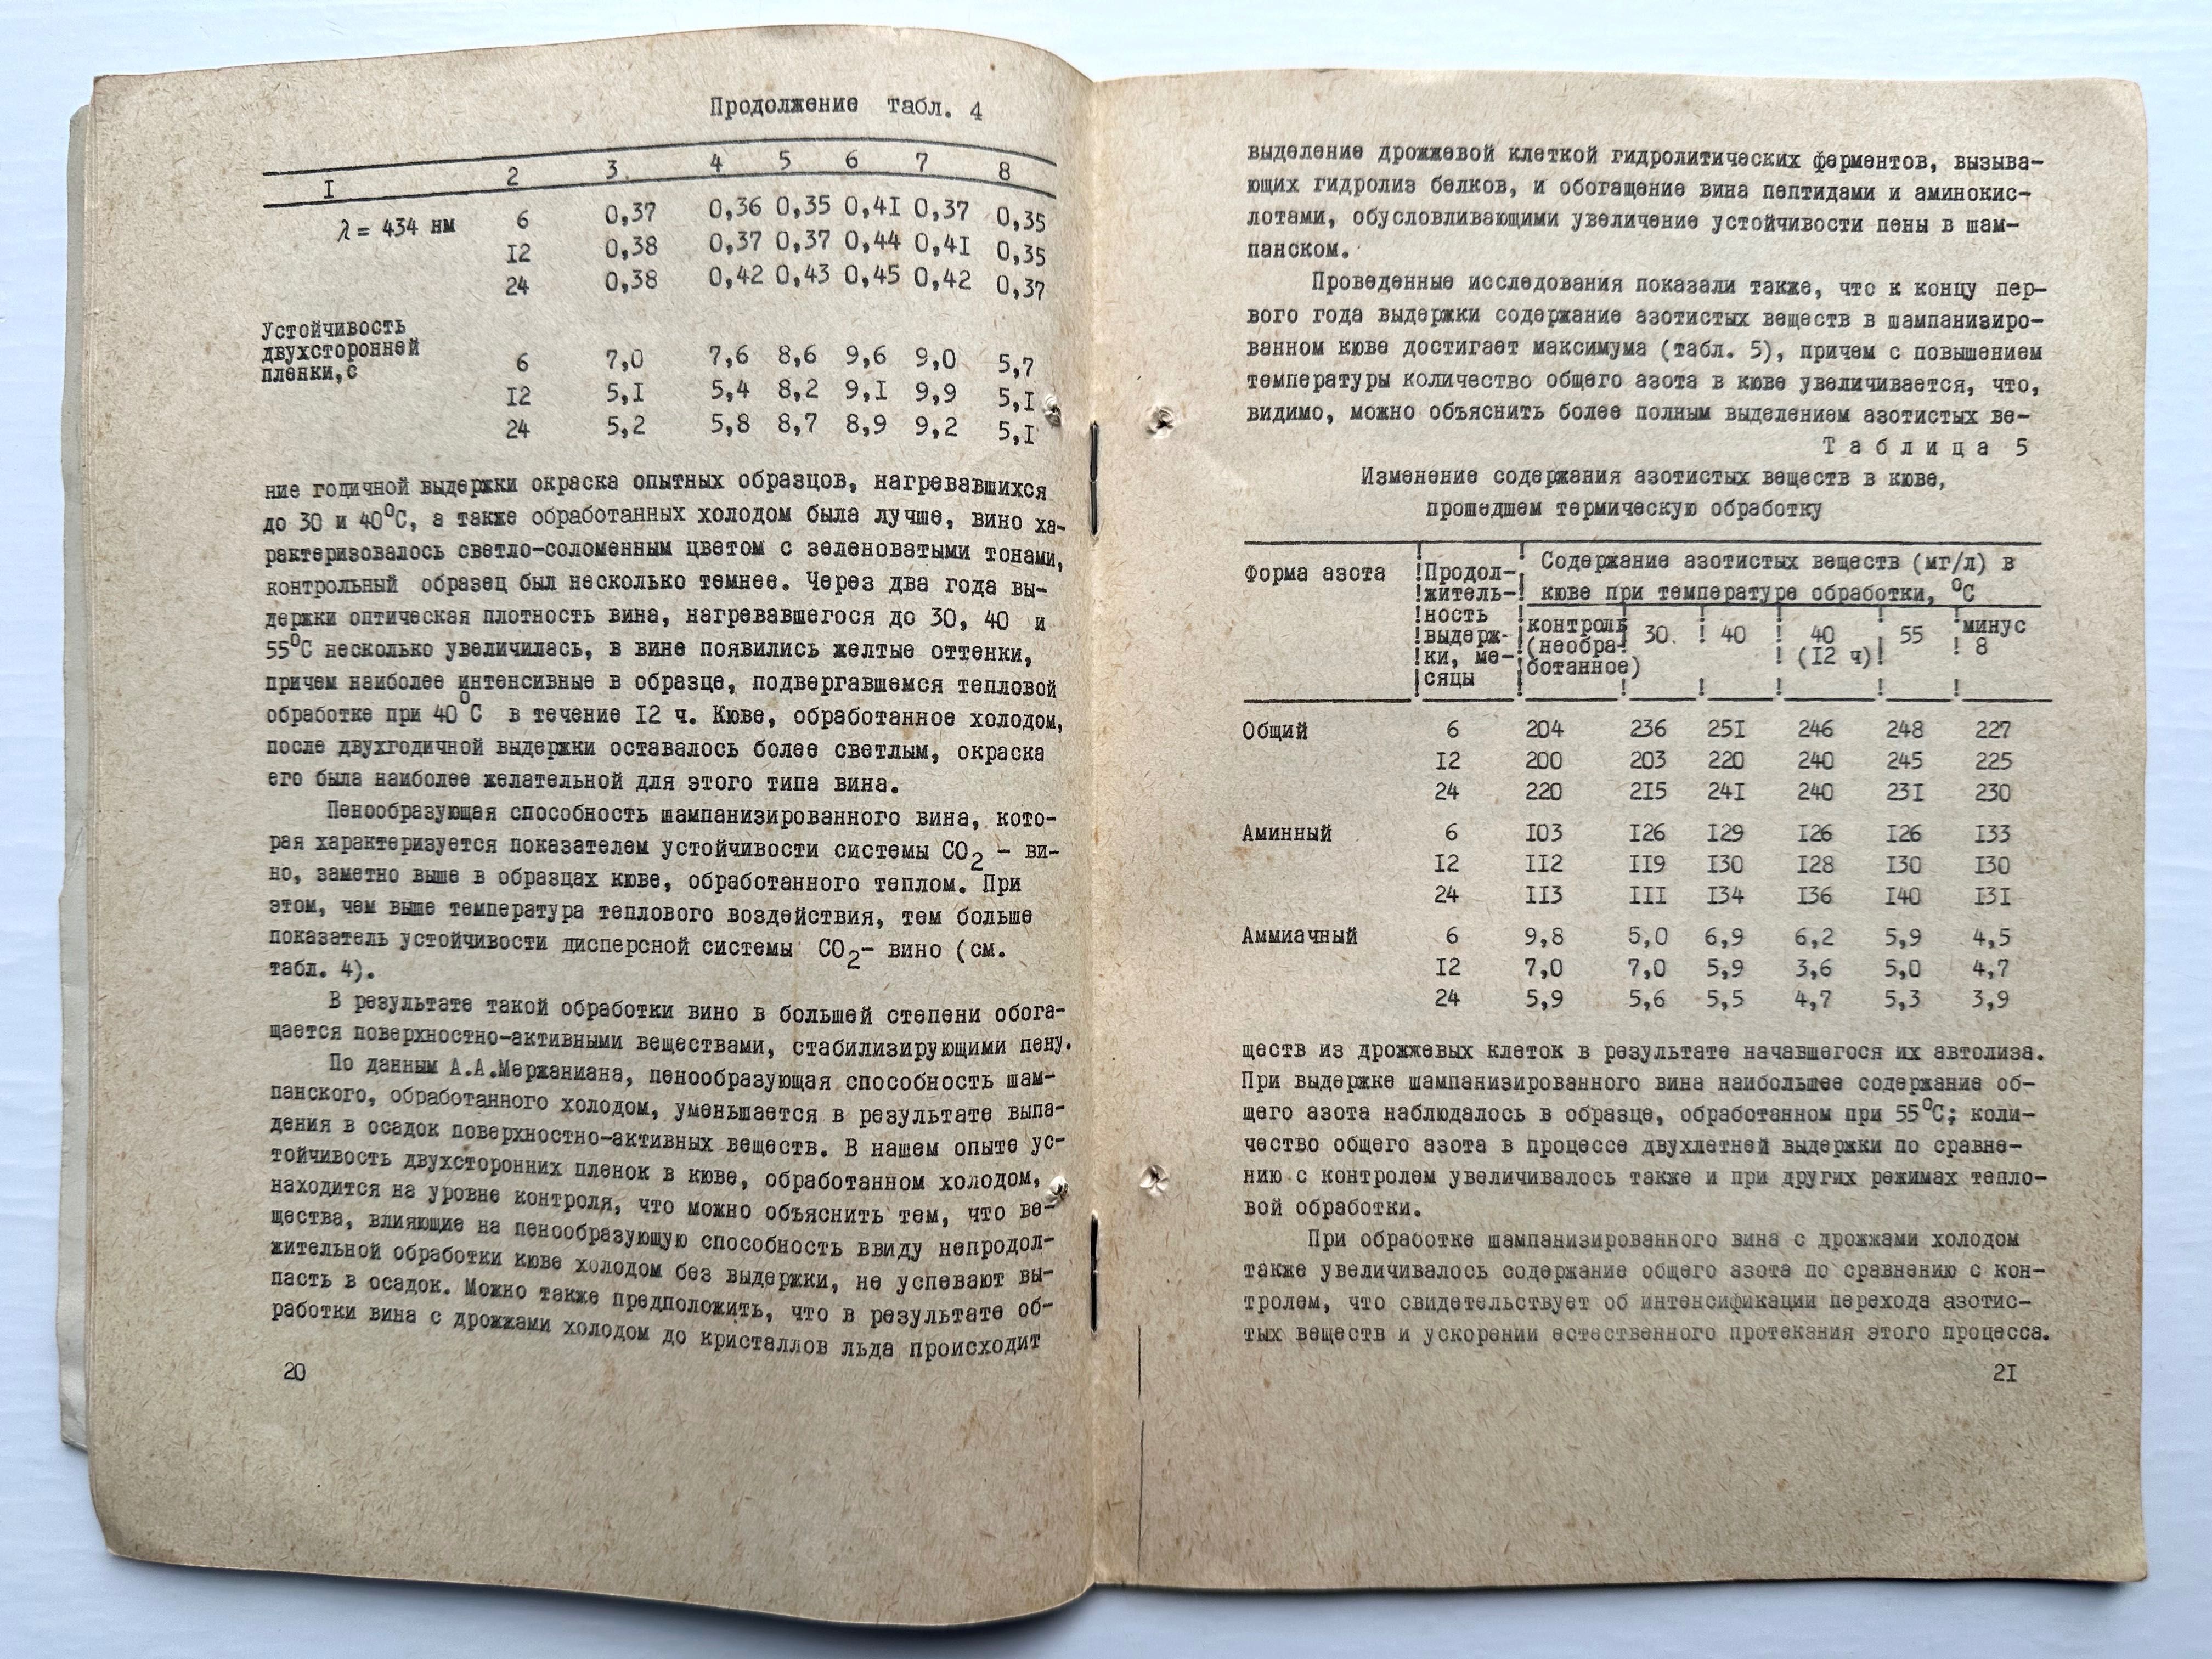 Продолжение табл. 4
I 2 3 4 5 6 7 8
λ = 434 нм 6 0,37 0,36 0,35 0,4I 0,37 0,35
I2 0,38 0,37 0,37 0,44 0,4I 0,35
24 0,38 0,42 0,43 0,45 0,42 0,37
Устойчивость
двухсторонней
пленки,с 6 7,0 7,6 8,6 9,6 9,0 5,7
I2 5,I 5,4 8,2 9,I 9,9 5,I
24 5,2 5,8 8,7 8,9 9,2 5,I
ние годичной выдержки окраска опытных образцов, нагревавшихся
до 30 и 40°С, а также обработанных холодом была лучше, вино ха-
рактеризовалось светло-соломенным цветом с зеленоватыми тонами,
контрольный образец был несколько темнее. Через два года вы-
держки оптическая плотность вина, нагревавшегося до 30, 40 и
55°С несколько увеличилась, в вине появились желтые оттенки,
причем наиболее интенсивные в образце, подвергавшемся тепловой
обработке при 40°С в течение I2 ч. Кюве, обработанное холодом,
после двухгодичной выдержки оставалось более светлым, окраска
его была наиболее желательной для этого типа вина.
Пенообразующая способность шампанизированного вина, кото-
рая характеризуется показателем устойчивости системы СО2 - ви-
но, заметно выше в образцах кюве, обработанного теплом. При
этом, чем выше температура теплового воздействия, тем больше
показатель устойчивости дисперсной системы СО2- вино (см.
табл. 4).
В результате такой обработки вино в большей степени обога-
щается поверхностно-активными веществами, стабилизирующими пену.
По данным А.А.Мержаниана, пенообразующая способность шам-
панского, обработанного холодом, уменьшается в результате выпа-
дения в осадок поверхностно-активных веществ. В нашем опыте ус-
тойчивость двухсторонних пленок в кюве, обработанном холодом,
находится на уровне контроля, что можно объяснить тем, что ве-
щества, влияющие на пенообразующую способность ввиду непродол-
жительной обработки кюве холодом без выдержки, не успевают вы-
пасть в осадок. Можно также предположить, что в результате об-
работки вина с дрожжами холодом до кристаллов льда происходит
20
выделение дрожжевой клеткой гидролитических ферментов, вызыва-
ющих гидролиз белков, и обогащение вина пептидами и аминокис-
лотами, обусловливающими увеличение устойчивости пены в шам-
панском.
Проведенные исследования показали также, что к концу пер-
вого года выдержки содержание азотистых веществ в шампанизиро-
ванном кюве достигает максимума (табл. 5), причем с повышением
температуры количество общего азота в кюве увеличивается, что,
видимо, можно объяснить более полным выделением азотистых ве-
Таблица 5
Изменение содержания азотистых веществ в кюве,
прошедшем термическую обработку
Форма азота !Продол-! Содержание азотистых веществ (мг/л) в
!житель-! кюве при температуре обработки, °С
!ность !контроль! 30 ! 40 ! 40 ! 55 !минус
!выдерж-!(необра-! (I2 ч)! ! 8
!ки, ме-!ботанное)
!сяцы
Общий 6 204 236 25I 246 248 227
I2 200 203 220 240 245 225
24 220 2I5 24I 240 23I 230
Аминный 6 I03 I26 I29 I26 I26 I33
I2 II2 II9 I30 I28 I30 I30
24 II3 III I34 I36 I40 I3I
Аммиачный 6 9,8 5,0 6,9 6,2 5,9 4,5
I2 7,0 7,0 5,9 3,6 5,0 4,7
24 5,9 5,6 5,5 4,7 5,3 3,9
ществ из дрожжевых клеток в результате начавшегося их автолиза.
При выдержке шампанизированного вина наибольшее содержание об-
щего азота наблюдалось в образце, обработанном при 55°С; коли-
чество общего азота в процессе двухлетней выдержки по сравне-
нию с контролем увеличивалось также и при других режимах тепло-
вой обработки.
При обработке шампанизированного вина с дрожжами холодом
также увеличивалось содержание общего азота по сравнению с кон-
тролем, что свидетельствует об интенсификации перехода азотис-
тых веществ и ускорении естественного протекания этого процесса.
2I